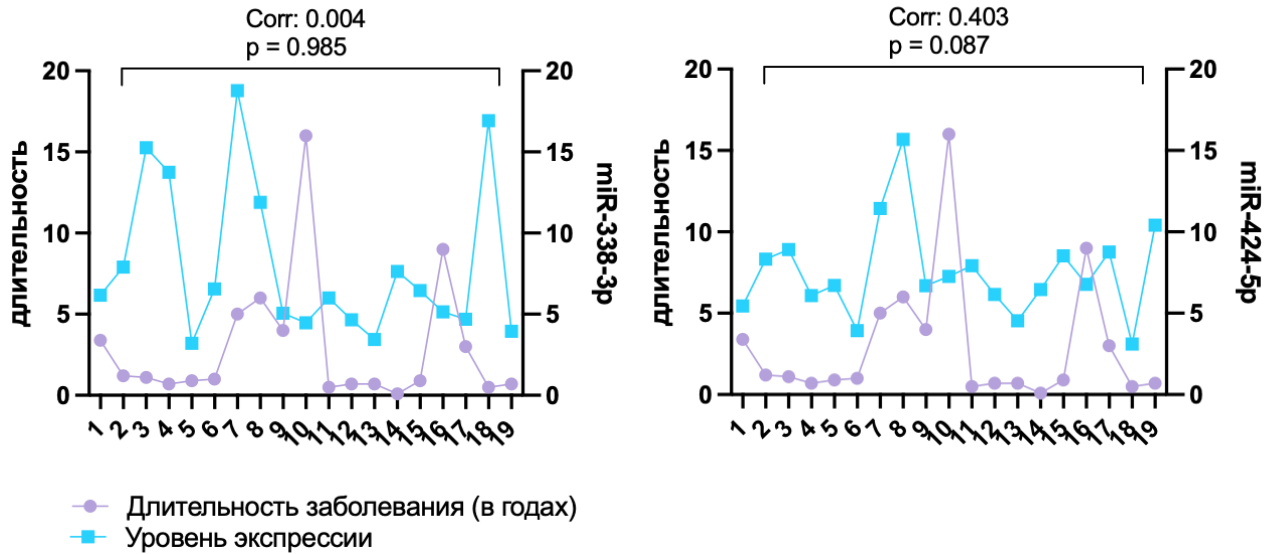 Corr: 0.004
p = 0.985
20
15
10
5
0
длительность
20
15
10
5
0
miR-338-3p
1 2 3 4 5 6 7 8 9 10 11 12 13 14 15 16 17 18 19
Corr: 0.403
p = 0.087
20
15
10
5
0
длительность
20
15
10
5
0
miR-424-5p
1 2 3 4 5 6 7 8 9 10 11 12 13 14 15 16 17 18 19
Длительность заболевания (в годах)
Уровень экспрессии